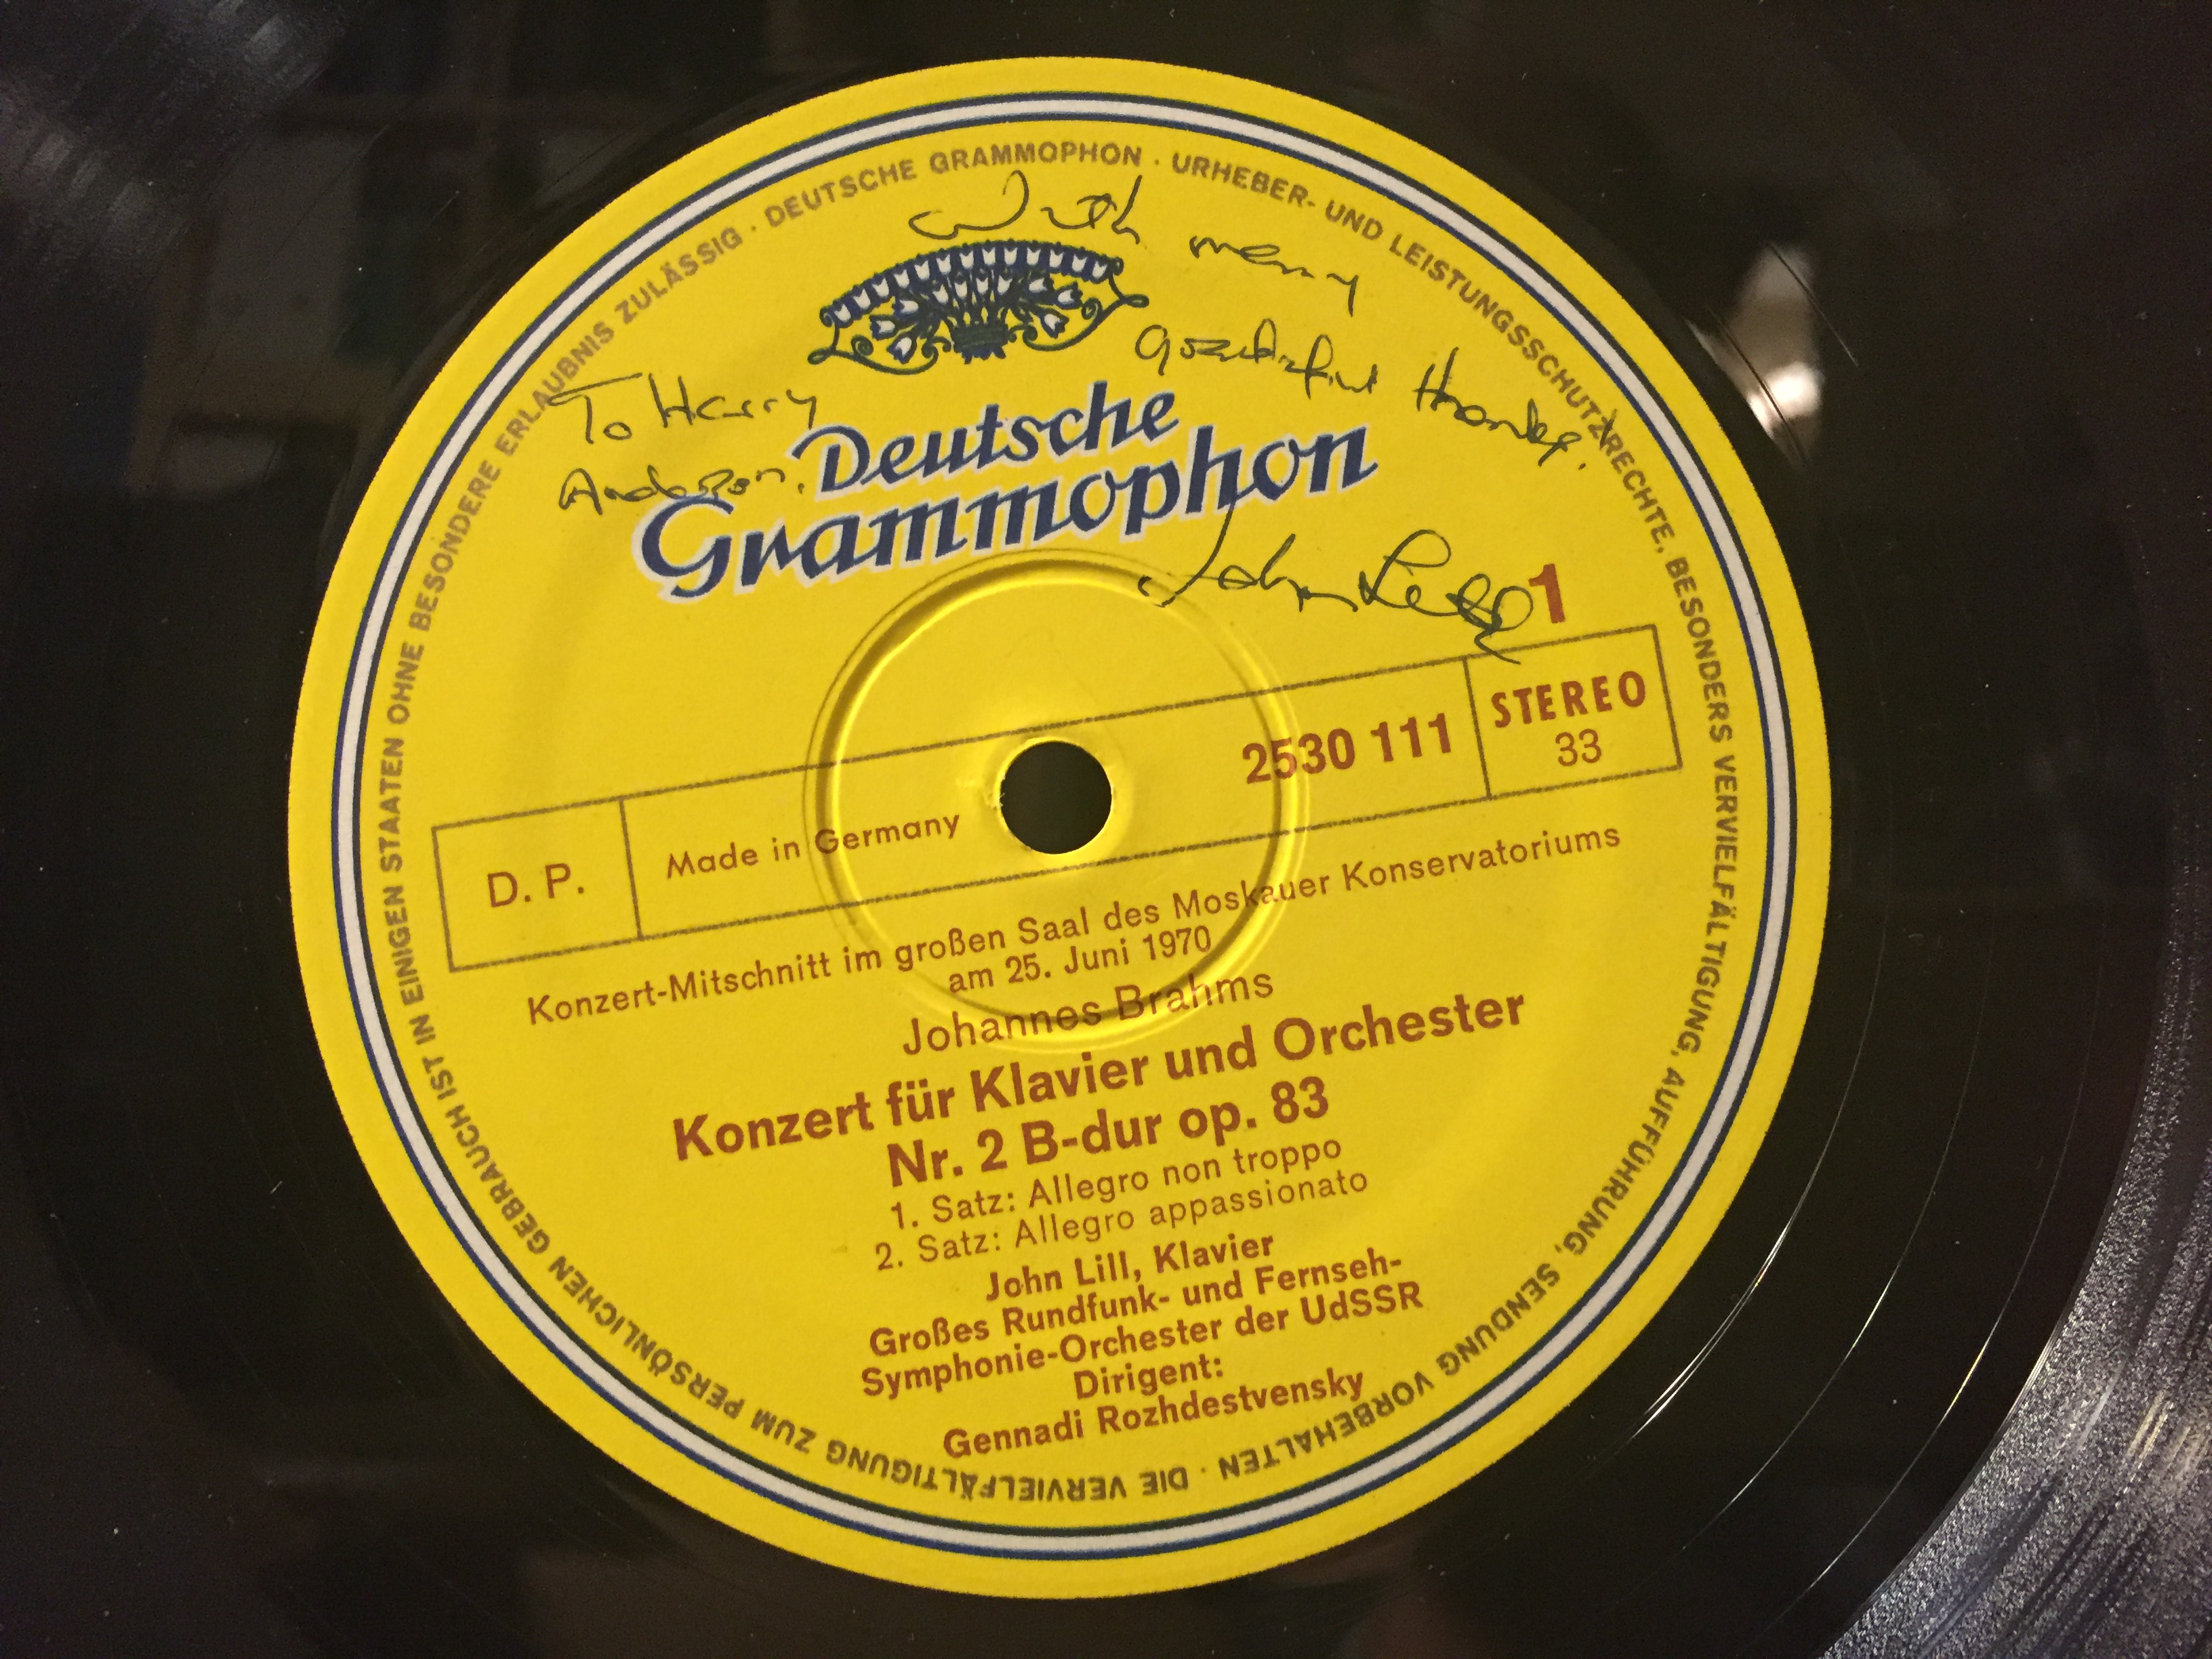 DEUTSCHE GRAMMOPHON · URHEBER- UND LEISTUNGSSCHUTZRECHTE, BESONDERS VERVIELFÄLTIGUNG, AUFFÜHRUNG, SENDUNG VORBEHALTEN · DIE VERVIELFÄLTIGUNG ZUM PERSÖNLICHEN GEBRAUCH IST IN EINIGEN STAATEN OHNE BESONDERE ERLAUBNIS ZULÄSSIG ·
To Harry
Anderson.
With many
grateful thanks.
John Lill
Deutsche
Grammophon
1
D. P.
Made in Germany
2530 111
STEREO
33
Konzert-Mitschnitt im großen Saal des Moskauer Konservatoriums
am 25. Juni 1970
Johannes Brahms
Konzert für Klavier und Orchester
Nr. 2 B-dur op. 83
1. Satz: Allegro non troppo
2. Satz: Allegro appassionato
John Lill, Klavier
Großes Rundfunk- und Fernseh-
Symphonie-Orchester der UdSSR
Dirigent:
Gennadi Rozhdestvensky